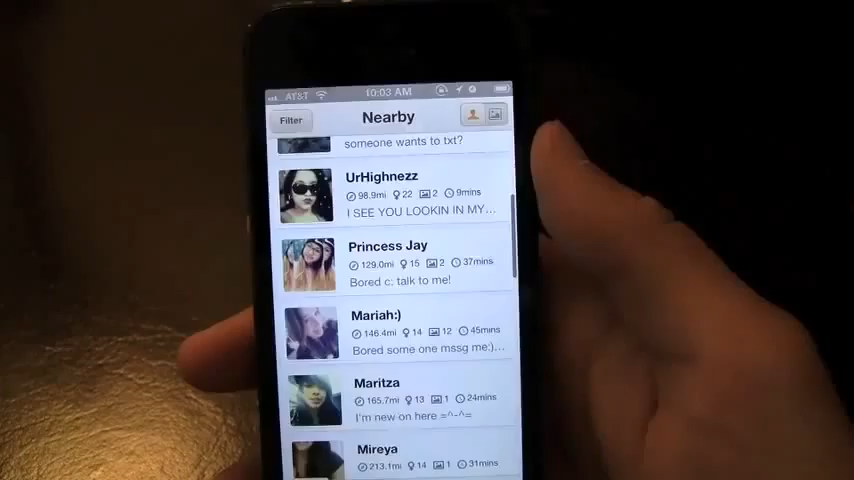 AT&T 10:03 AM
Filter Nearby
someone wants to txt?
UrHighnezz
98.9mi 22 2 9mins
I SEE YOU LOOKIN IN MY...
Princess Jay
129.0mi 15 2 37mins
Bored c: talk to me!
Mariah:)
146.4mi 14 12 45mins
Bored some one mssg me:)...
Maritza
165.7mi 13 1 24mins
I'm new on here =^-^=
Mireya
213.1mi 14 1 31mins